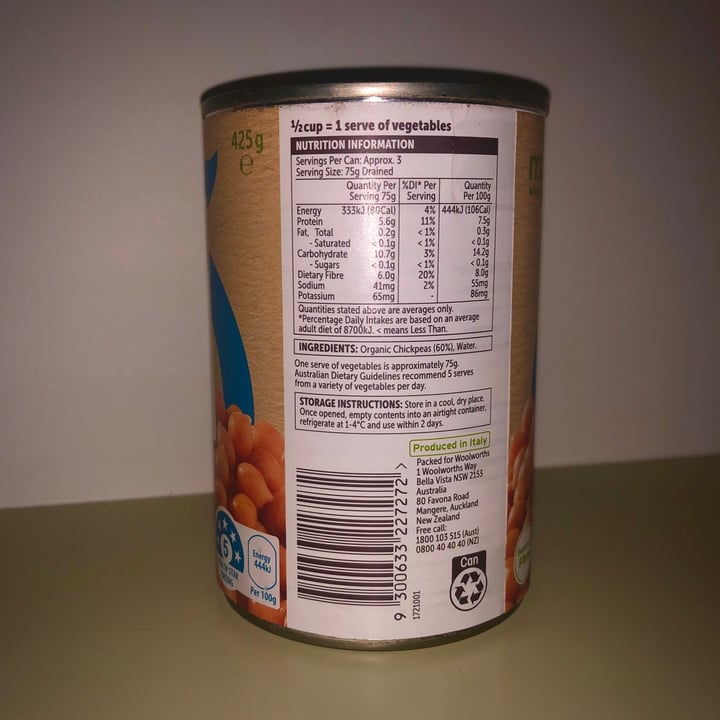 425g
e
½ cup = 1 serve of vegetables
NUTRITION INFORMATION
Servings Per Can: Approx. 3
Serving Size: 75g Drained
Quantity Per Serving 75g %DI* Per Serving Quantity Per 100g
Energy 333kJ (80Cal) 4% 444kJ (106Cal)
Protein 5.6g 11% 7.5g
Fat, Total 0.2g < 1% 0.3g
- Saturated < 0.1g < 1% < 0.1g
Carbohydrate 10.7g 3% 14.2g
- Sugars < 0.1g < 1% < 0.1g
Dietary Fibre 6.0g 20% 8.0g
Sodium 41mg 2% 55mg
Potassium 65mg - 86mg
Quantities stated above are averages only.
*Percentage Daily Intakes are based on an average
adult diet of 8700kJ. < means Less Than.
INGREDIENTS: Organic Chickpeas (60%), Water.
One serve of vegetables is approximately 75g.
Australian Dietary Guidelines recommend 5 serves
from a variety of vegetables per day.
STORAGE INSTRUCTIONS: Store in a cool, dry place.
Once opened, empty contents into an airtight container,
refrigerate at 1-4°C and use within 2 days.
Produced in Italy
Packed for Woolworths
1 Woolworths Way
Bella Vista NSW 2153
Australia
80 Favona Road
Mangere, Auckland
New Zealand
Free call:
1800 103 515 (Aust)
0800 40 40 40 (NZ)
Can
9 300633 227272 >
1721001
5
STAR
Energy
444kJ
Per 100g